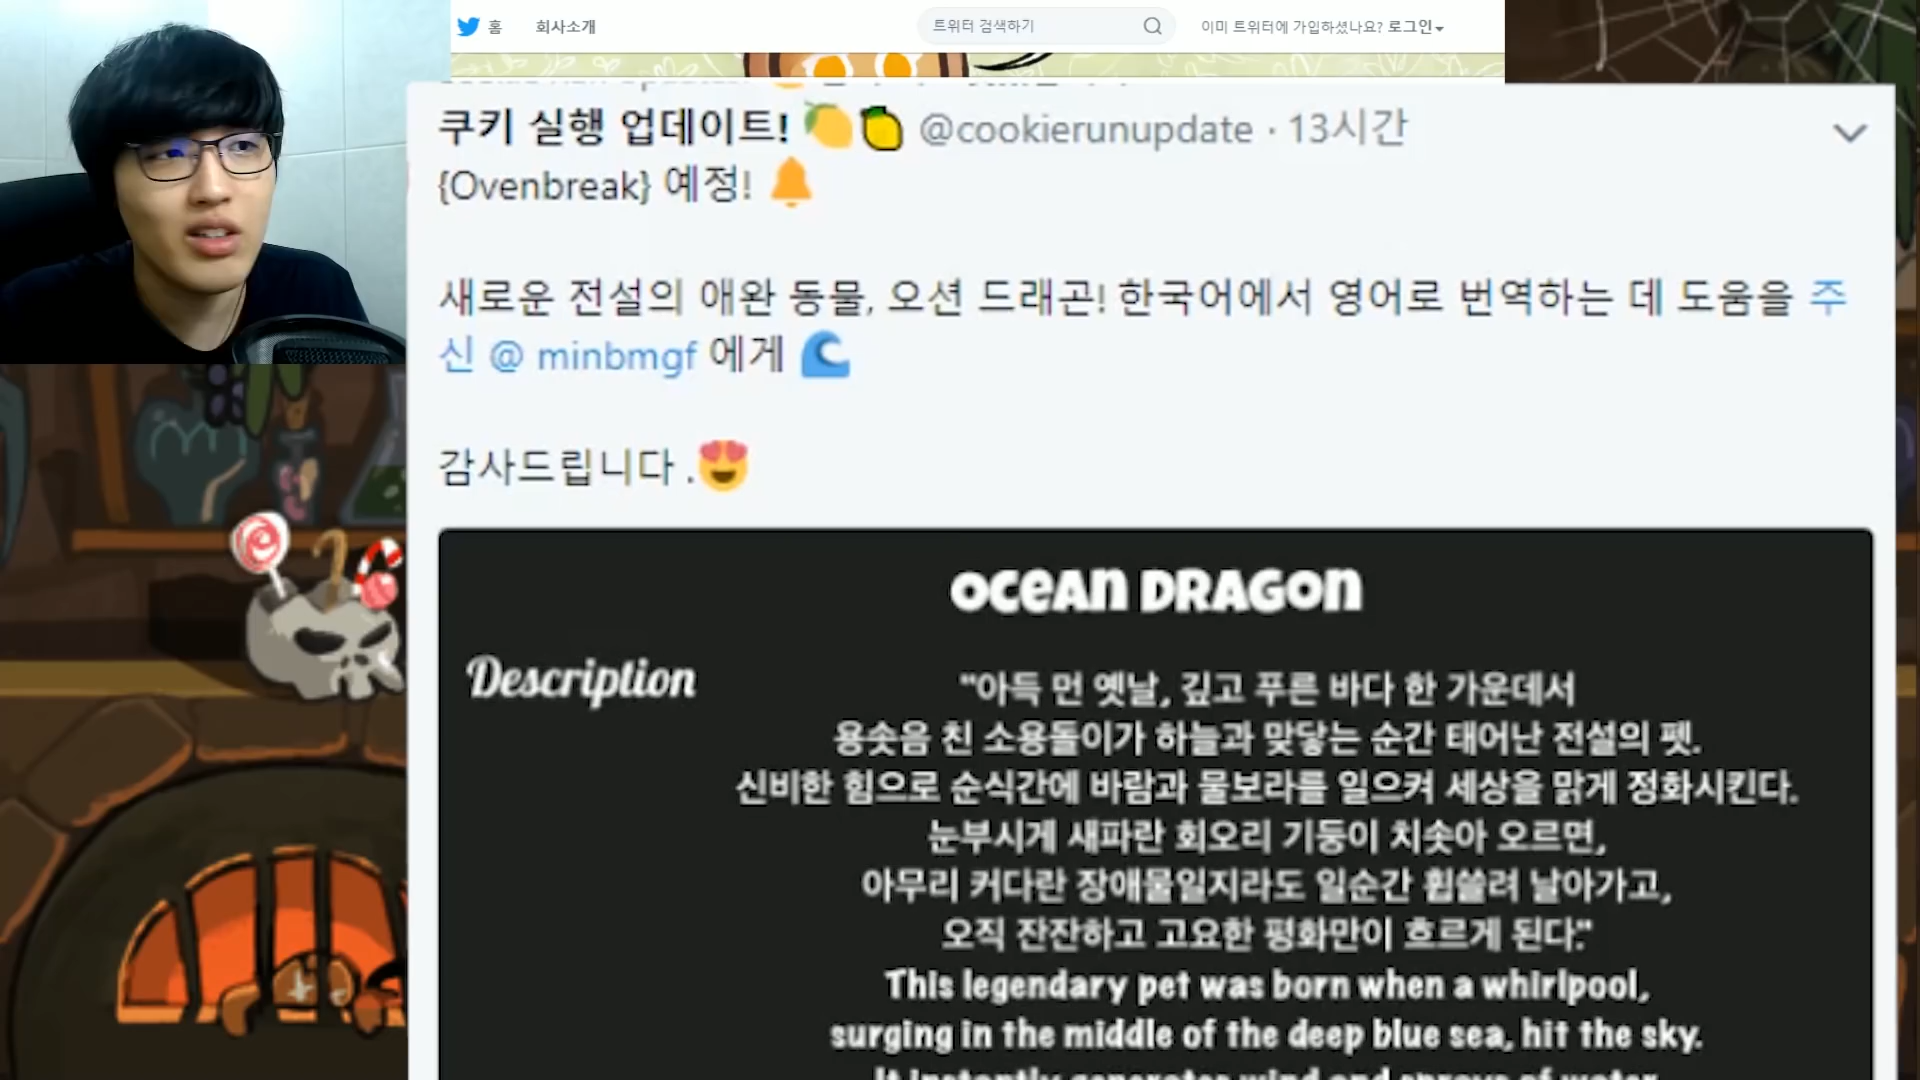 홈 회사소개 트위터 검색하기 이미 트위터에 가입하셨나요? 로그인
쿠키 실행 업데이트! @cookierunupdate · 13시간
{Ovenbreak} 예정!
새로운 전설의 애완 동물, 오션 드래곤! 한국어에서 영어로 번역하는 데 도움을 주
신 @ minbmgf 에게
감사드립니다 .
OCEAN DRAGON
Description
"아득 먼 옛날, 깊고 푸른 바다 한 가운데서
용솟음 친 소용돌이가 하늘과 맞닿는 순간 태어난 전설의 펫.
신비한 힘으로 순식간에 바람과 물보라를 일으켜 세상을 맑게 정화시킨다.
눈부시게 새파란 회오리 기둥이 치솟아 오르면,
아무리 커다란 장애물일지라도 일순간 휩쓸려 날아가고,
오직 잔잔하고 고요한 평화만이 흐르게 된다."
This legendary pet was born when a whirlpool,
surging in the middle of the deep blue sea, hit the sky.
It instantly generates wind and sprays of water